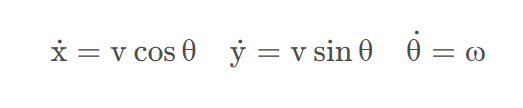 ẋ = v cos θ ẏ = v sin θ θ̇ = ω